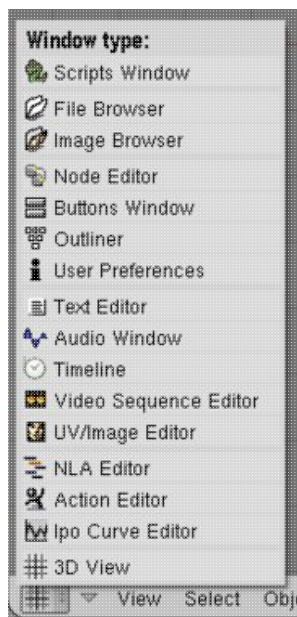 Window type:
Scripts Window
File Browser
Image Browser
Node Editor
Buttons Window
Outliner
User Preferences
Text Editor
Audio Window
Timeline
Video Sequence Editor
UV/Image Editor
NLA Editor
Action Editor
Ipo Curve Editor
3D View
View Select Obj